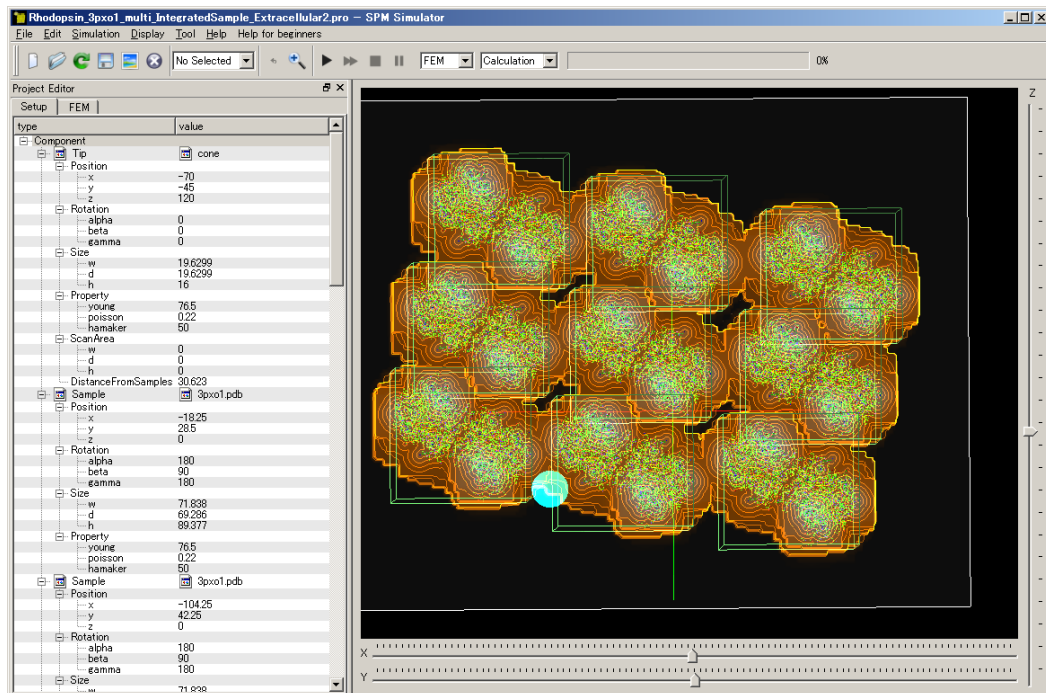 Rhodopsin_3pxo1_multi_IntegratedSample_Extracellular2.pro - SPM Simulator
File Edit Simulation Display Tool Help Help for beginners
No Selected FEM Calculation 0%
Project Editor
Setup FEM
type value
Component
Tip cone
Position
x -70
y -45
z 120
Rotation
alpha 0
beta 0
gamma 0
Size
w 19.6299
d 19.6299
h 16
Property
young 76.5
poisson 0.22
hamaker 50
ScanArea
w 0
d 0
h 0
DistanceFromSamples 30.623
Sample 3pxo1.pdb
Position
x -18.25
y 28.5
z 0
Rotation
alpha 180
beta 90
gamma 180
Size
w 71.838
d 69.286
h 89.377
Property
young 76.5
poisson 0.22
hamaker 50
Sample 3pxo1.pdb
Position
x -104.25
y 42.25
z 0
Rotation
alpha 180
beta 90
gamma 180
Size
w 71.838
Z
X
Y